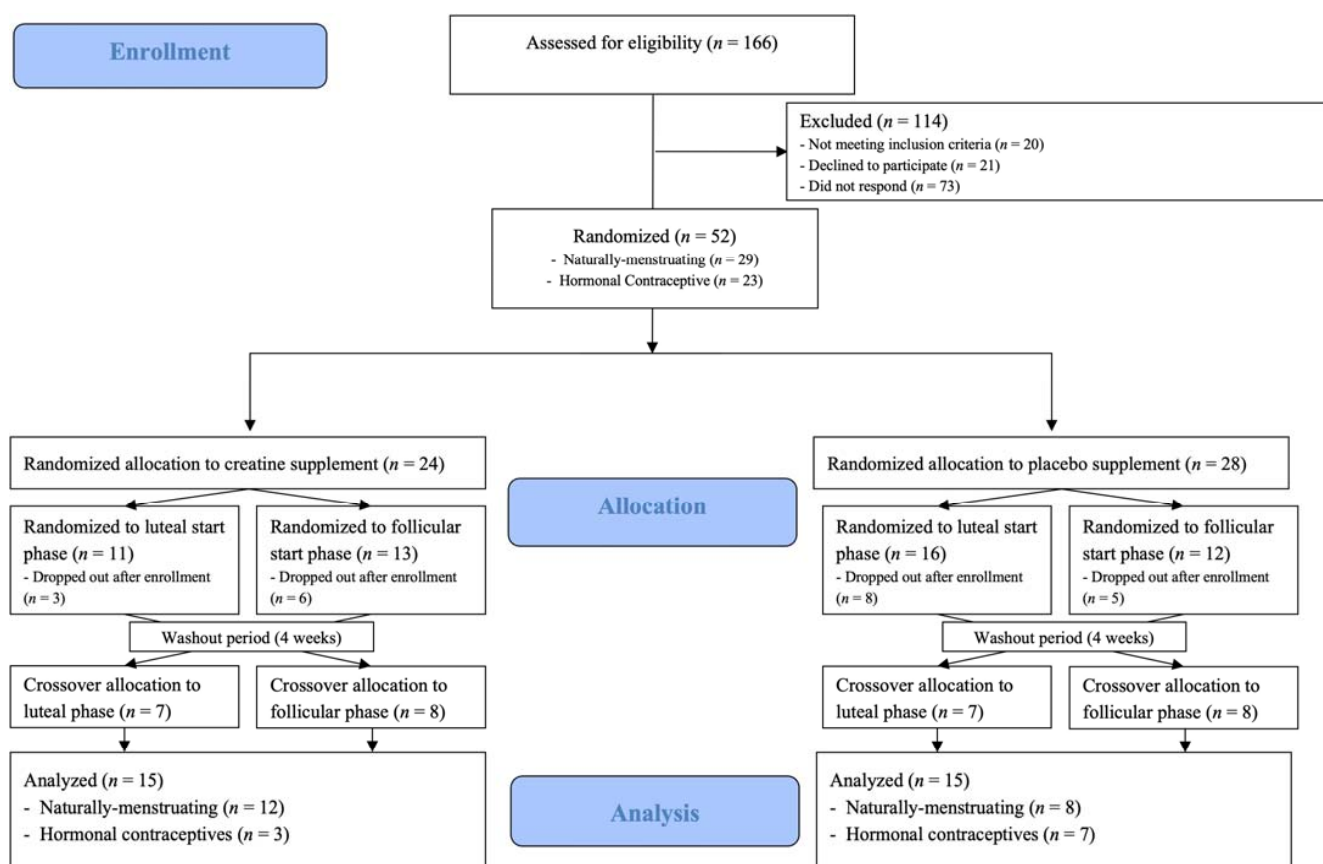 Enrollment
Assessed for eligibility (n = 166)
Excluded (n = 114)
- Not meeting inclusion criteria (n = 20)
- Declined to participate (n = 21)
- Did not respond (n = 73)
Randomized (n = 52)
- Naturally-menstruating (n = 29)
- Hormonal Contraceptive (n = 23)
Randomized allocation to creatine supplement (n = 24)
Randomized to luteal start
phase (n = 11)
- Dropped out after enrollment
(n = 3)
Randomized to follicular
start phase (n = 13)
- Dropped out after enrollment
(n = 6)
Washout period (4 weeks)
Crossover allocation to
luteal phase (n = 7)
Crossover allocation to
follicular phase (n = 8)
Analyzed (n = 15)
- Naturally-menstruating (n = 12)
- Hormonal contraceptives (n = 3)
Allocation
Analysis
Randomized allocation to placebo supplement (n = 28)
Randomized to luteal start
phase (n = 16)
- Dropped out after enrollment
(n = 8)
Randomized to follicular
start phase (n = 12)
- Dropped out after enrollment
(n = 5)
Washout period (4 weeks)
Crossover allocation to
luteal phase (n = 7)
Crossover allocation to
follicular phase (n = 8)
Analyzed (n = 15)
- Naturally-menstruating (n = 8)
- Hormonal contraceptives (n = 7)